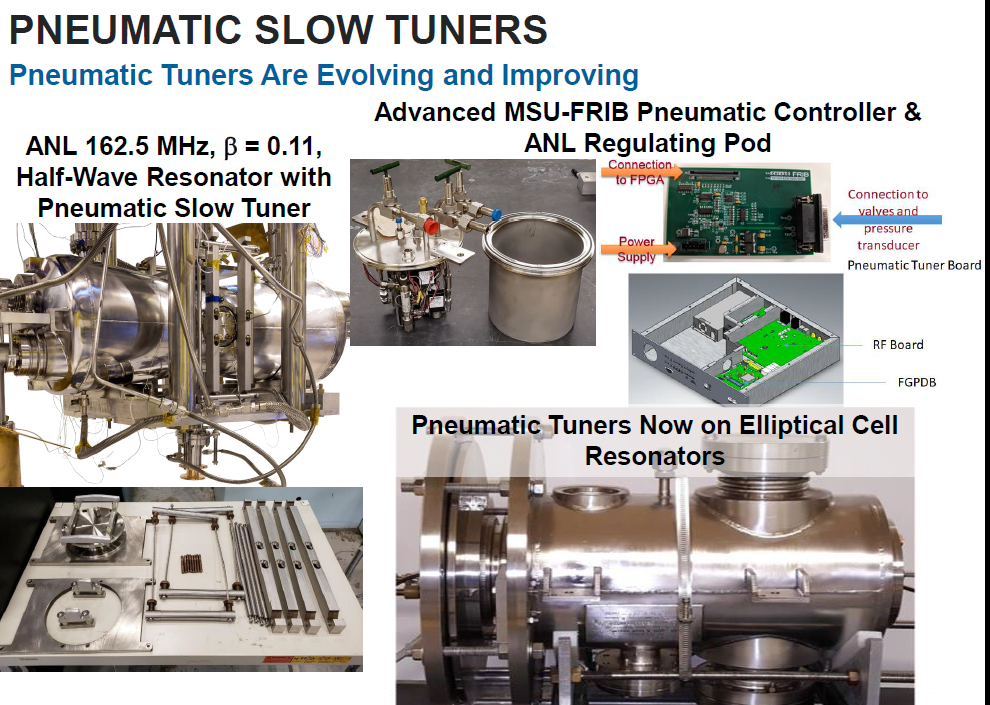 PNEUMATIC SLOW TUNERS
Pneumatic Tuners Are Evolving and Improving
ANL 162.5 MHz, β = 0.11,
Half-Wave Resonator with
Pneumatic Slow Tuner
Advanced MSU-FRIB Pneumatic Controller &
ANL Regulating Pod
Connection
to FPGA
Power
Supply
FRIB
Connection to
valves and
pressure
transducer
Pneumatic Tuner Board
RF Board
FGPDB
Pneumatic Tuners Now on Elliptical Cell
Resonators